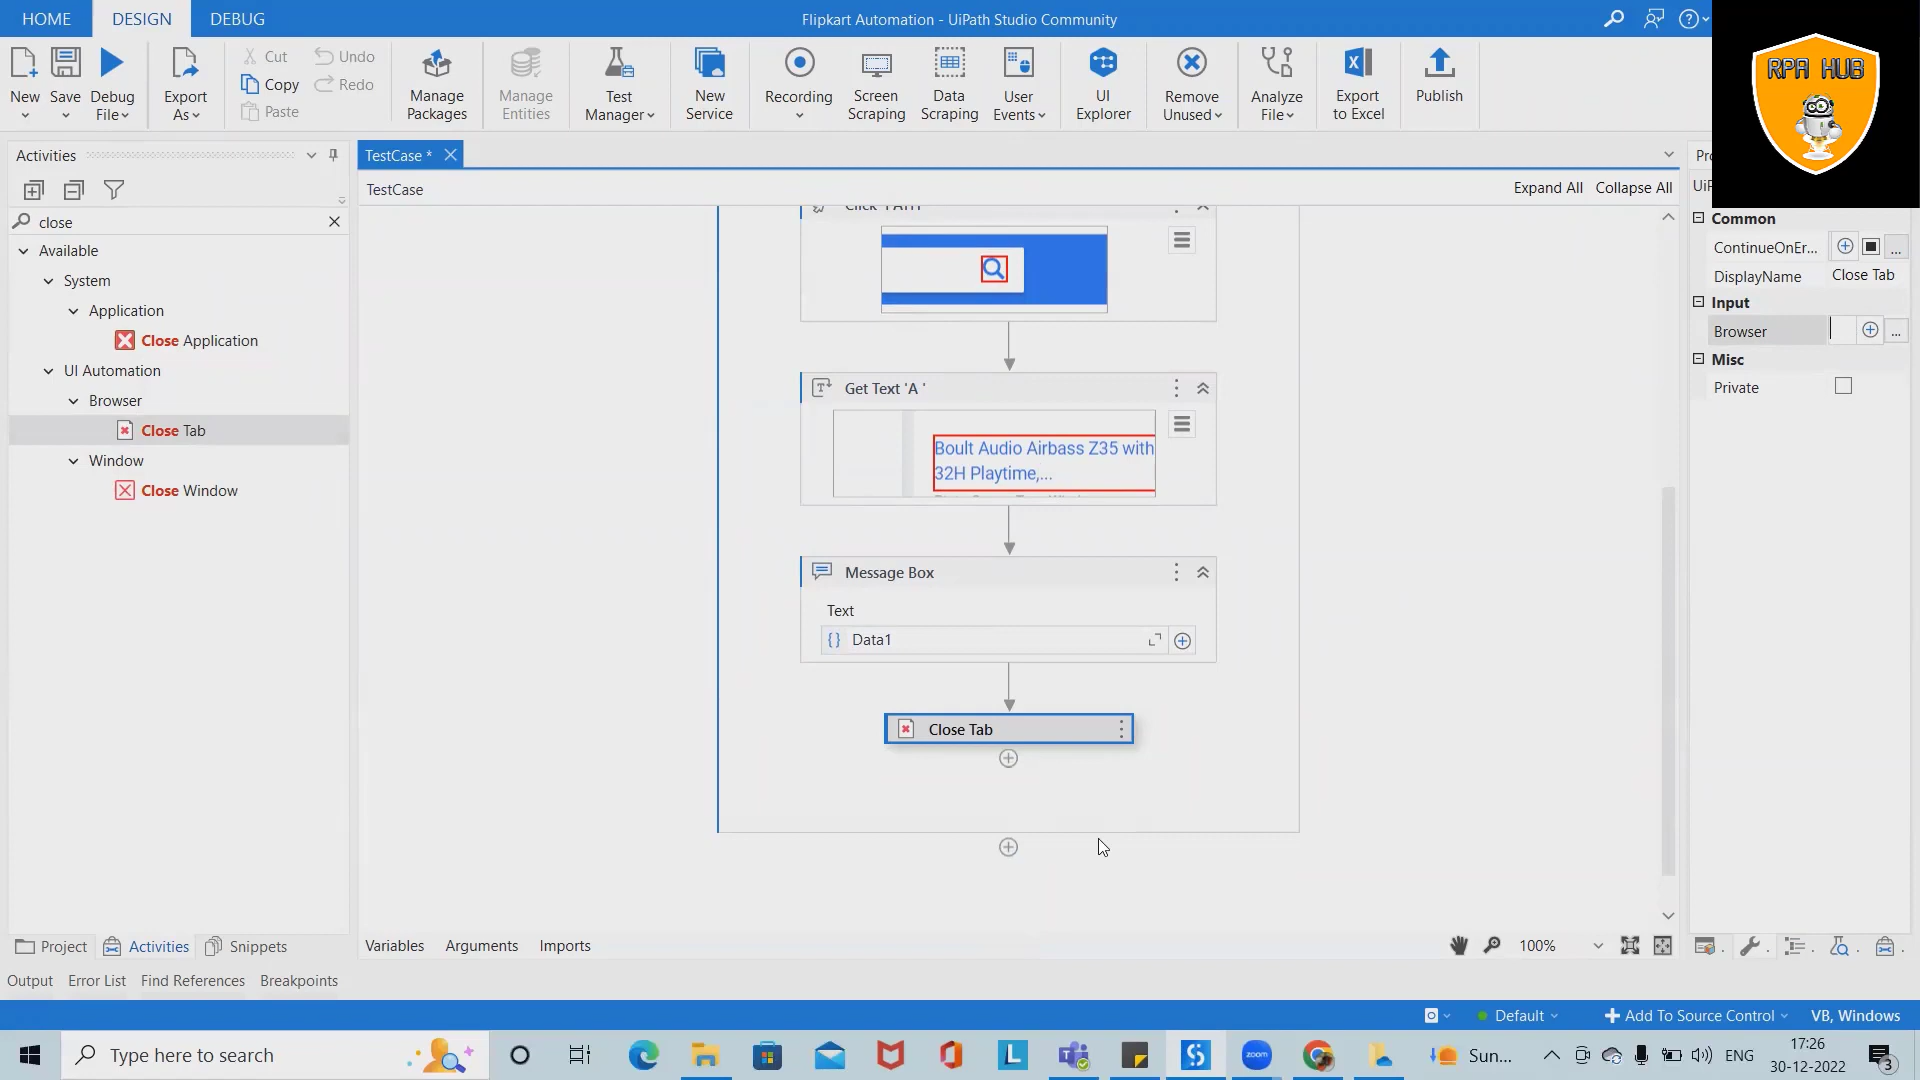 HOME
DESIGN
DEBUG
Flipkart Automation - UiPath Studio Community
New
Save
Debug
File
Export
As
Cut
Copy
Paste
Undo
Redo
Manage
Packages
Manage
Entities
Test
Manager
New
Service
Recording
Screen
Scraping
Data
Scraping
User
Events
UI
Explorer
Remove
Unused
Analyze
File
Export
to Excel
Publish
RPA HUB
Activities
close
Available
System
Application
Close Application
UI Automation
Browser
Close Tab
Window
Close Window
TestCase *
TestCase
Expand All
Collapse All
Get Text 'A '
Boult Audio Airbass Z35 with
32H Playtime,...
Message Box
Text
Data1
Close Tab
Common
ContinueOnEr...
DisplayName
Close Tab
Input
Browser
...
Misc
Private
Project
Activities
Snippets
Variables
Arguments
Imports
100%
Output
Error List
Find References
Breakpoints
Default
Add To Source Control
VB, Windows
Type here to search
zoom
Sun...
ENG
17:26
30-12-2022
3